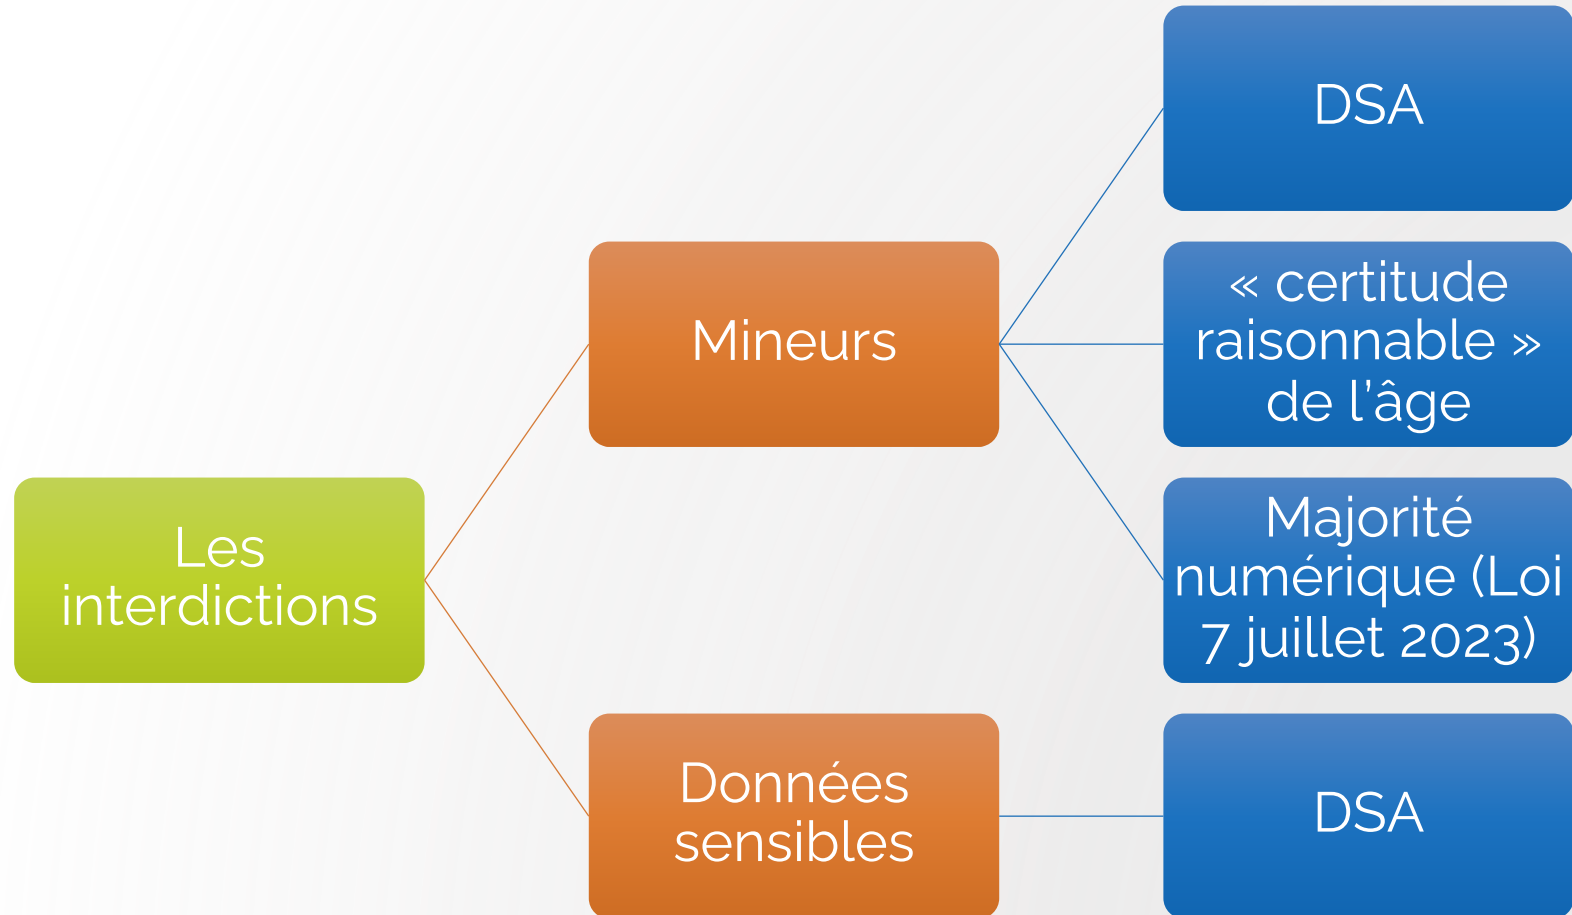 Les
interdictions
Mineurs
DSA
« certitude
raisonnable »
de l’âge
Majorité
numérique (Loi
7 juillet 2023)
Données
sensibles
DSA